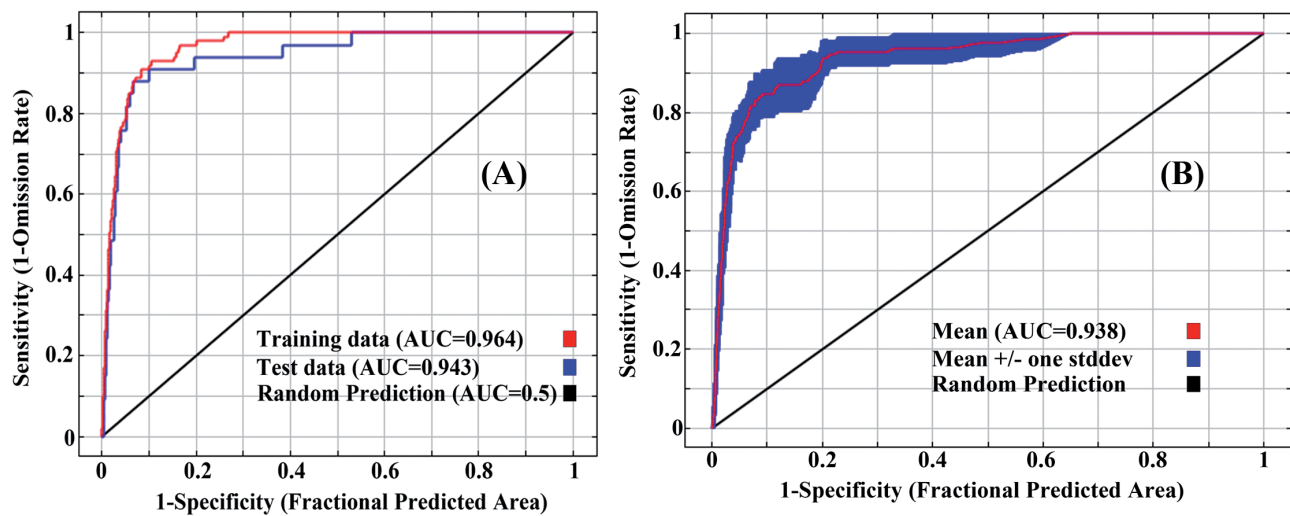 1
0.8
0.6
0.4
0.2
0
Sensitivity (1-Omission Rate)
(A)
Training data (AUC=0.964)
Test data (AUC=0.943)
Random Prediction (AUC=0.5)
0 0.2 0.4 0.6 0.8 1
1-Specificity (Fractional Predicted Area)
1
0.8
0.6
0.4
0.2
0
Sensitivity (1-Omission Rate)
(B)
Mean (AUC=0.938)
Mean +/- one stddev
Random Prediction
0 0.2 0.4 0.6 0.8 1
1-Specificity (Fractional Predicted Area)